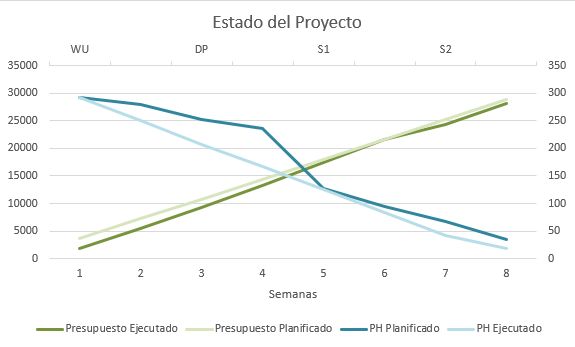 Estado del Proyecto
WU DP S1 S2
35000 350
30000 300
25000 250
20000 200
15000 150
10000 100
5000 50
0 0
1 2 3 4 5 6 7 8
Semanas
Presupuesto Ejecutado Presupuesto Planificado PH Planificado PH Ejecutado